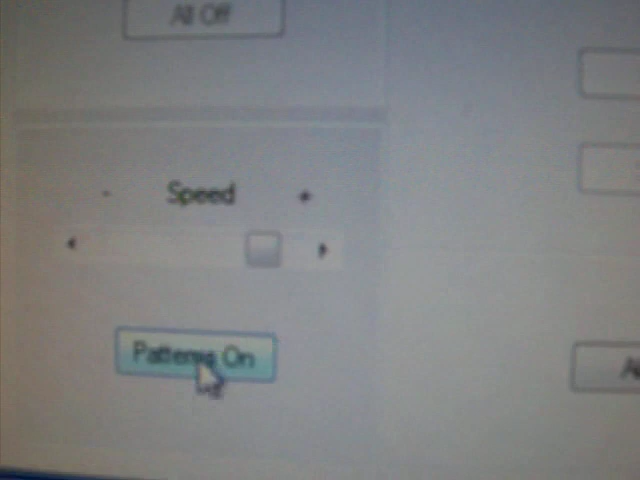 All Off
- Speed +
Patterns On